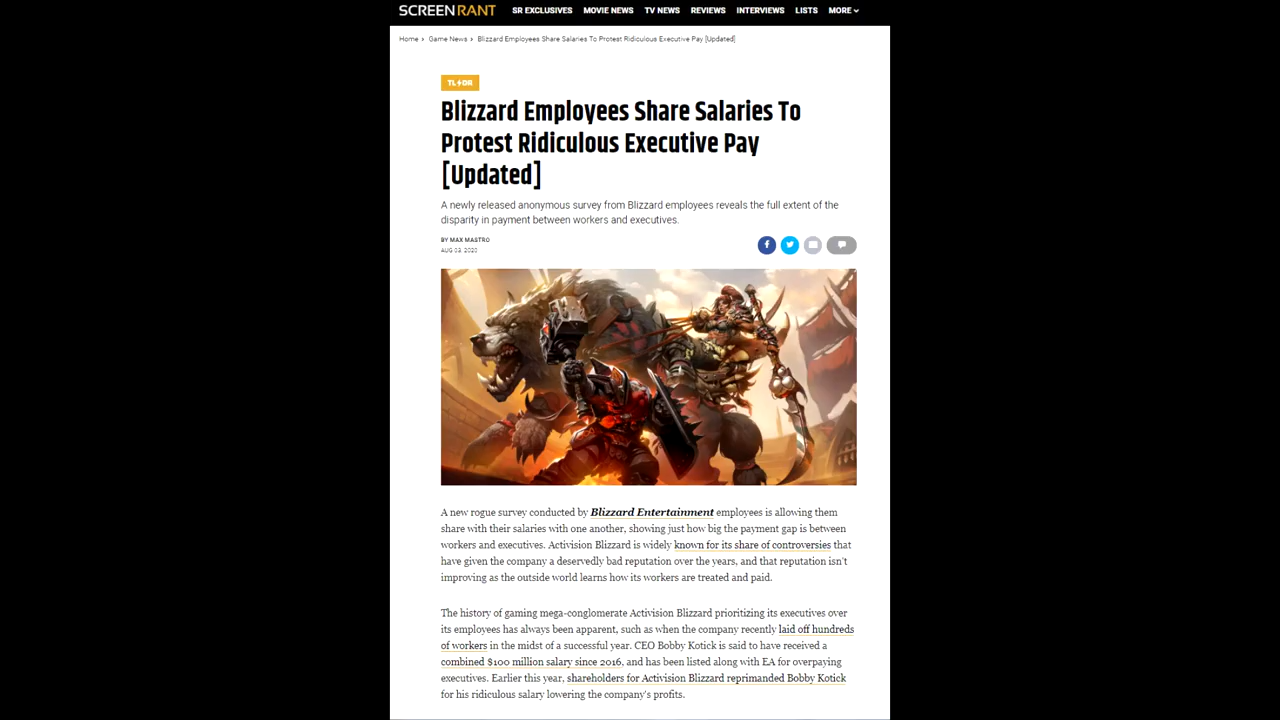 SCREENRANT SR EXCLUSIVES MOVIE NEWS TV NEWS REVIEWS INTERVIEWS LISTS MORE
Home › Game News › Blizzard Employees Share Salaries To Protest Ridiculous Executive Pay [Updated]
TL DR
Blizzard Employees Share Salaries To
Protest Ridiculous Executive Pay
[Updated]
A newly released anonymous survey from Blizzard employees reveals the full extent of the
disparity in payment between workers and executives.
BY MAX MASTRO
AUG 03, 2020
A new rogue survey conducted by Blizzard Entertainment employees is allowing them
share with their salaries with one another, showing just how big the payment gap is between
workers and executives. Activision Blizzard is widely known for its share of controversies that
have given the company a deservedly bad reputation over the years, and that reputation isn't
improving as the outside world learns how its workers are treated and paid.
The history of gaming mega-conglomerate Activision Blizzard prioritizing its executives over
its employees has always been apparent, such as when the company recently laid off hundreds
of workers in the midst of a successful year. CEO Bobby Kotick is said to have received a
combined $100 million salary since 2016, and has been listed along with EA for overpaying
executives. Earlier this year, shareholders for Activision Blizzard reprimanded Bobby Kotick
for his ridiculous salary lowering the company's profits.